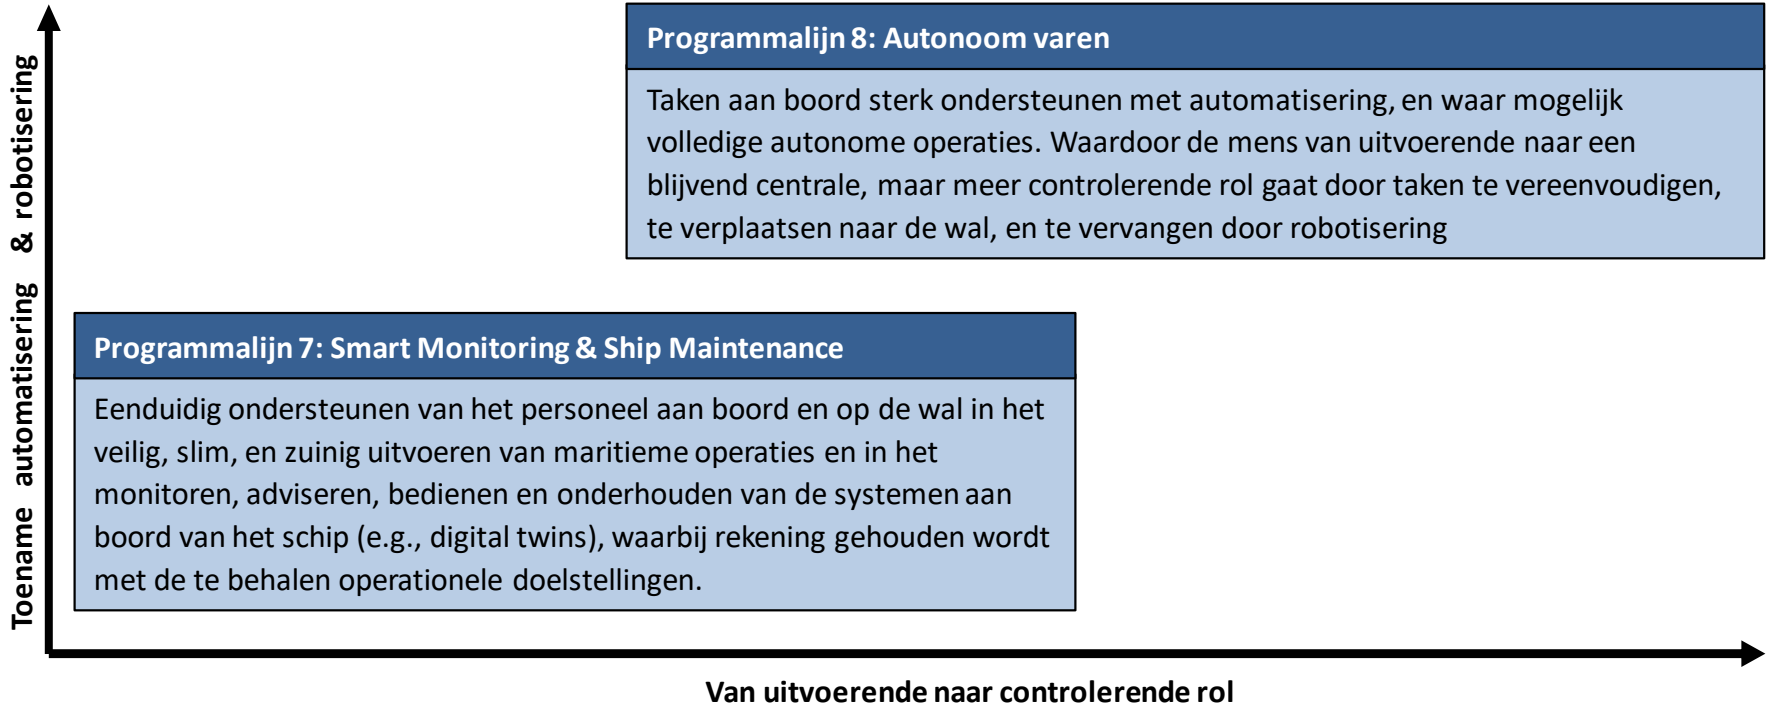 Programmalijn 8: Autonoom varen
Taken aan boord sterk ondersteunen met automatisering, en waar mogelijk
volledige autonome operaties. Waardoor de mens van uitvoerende naar een
blijvend centrale, maar meer controlerende rol gaat door taken te vereenvoudigen,
te verplaatsen naar de wal, en te vervangen door robotisering
Toename automatisering & robotisering
Programmalijn 7: Smart Monitoring & Ship Maintenance
Eenduidig ondersteunen van het personeel aan boord en op de wal in het
veilig, slim, en zuinig uitvoeren van maritieme operaties en in het
monitoren, adviseren, bedienen en onderhouden van de systemen aan
boord van het schip (e.g., digital twins), waarbij rekening gehouden wordt
met de te behalen operationele doelstellingen.
Van uitvoerende naar controlerende rol